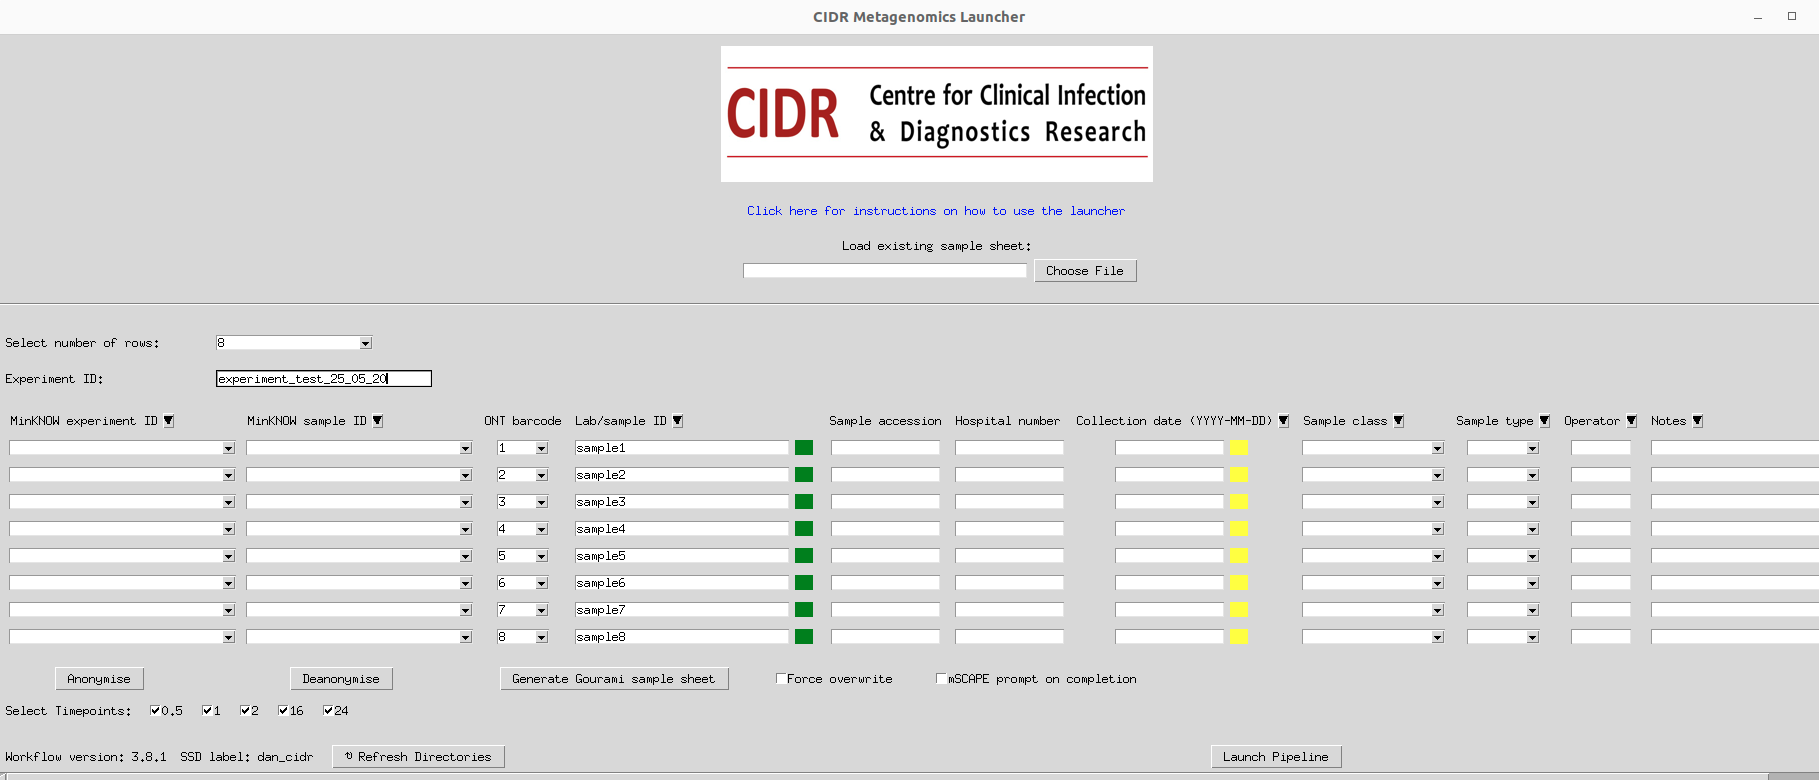 CIDR Metagenomics Launcher
CIDR
Centre for Clinical Infection
& Diagnostics Research
Click here for instructions on how to use the launcher
Load existing sample sheet:
Choose File
Select number of rows: 8
Experiment ID: experiment_test_25_05_20
MinKNOW experiment ID MinKNOW sample ID ONT barcode Lab/sample ID Sample accession Hospital number Collection date (YYYY-MM-DD) Sample class Sample type Operator Notes
1 sample1
2 sample2
3 sample3
4 sample4
5 sample5
6 sample6
7 sample7
8 sample8
Anonymise Deanonymise Generate Gourami sample sheet Force overwrite mSCAPE prompt on completion
Select Timepoints: 0.5 1 2 16 24
Workflow version: 3.8.1 SSD label: dan_cidr ↻ Refresh Directories Launch Pipeline